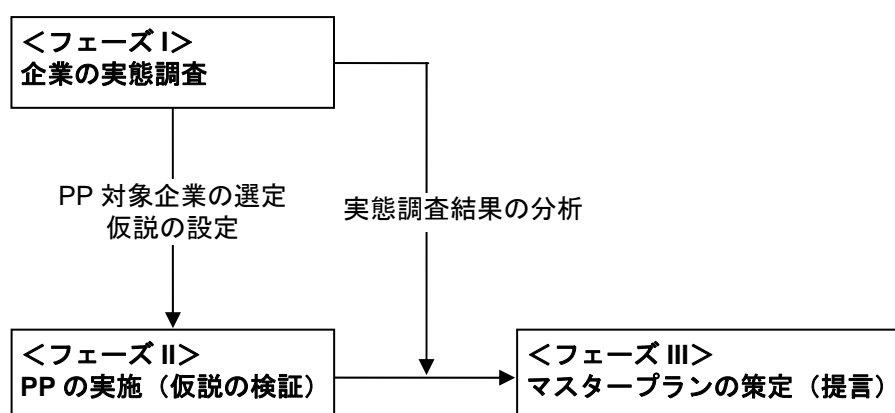 ＜フェーズ I＞
企業の実態調査
PP 対象企業の選定
仮説の設定
実態調査結果の分析
＜フェーズ II＞
PP の実施（仮説の検証）
＜フェーズ III＞
マスタープランの策定（提言）